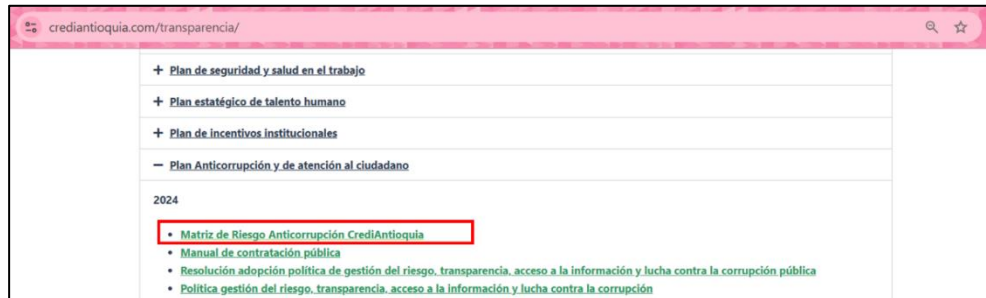 crediantioquia.com/transparencia/
+ Plan de seguridad y salud en el trabajo
+ Plan estatégico de talento humano
+ Plan de incentivos institucionales
− Plan Anticorrupción y de atención al ciudadano
2024
• Matriz de Riesgo Anticorrupción CrediAntioquia
• Manual de contratación pública
• Resolución adopción política de gestión del riesgo, transparencia, acceso a la información y lucha contra la corrupción pública
• Política gestión del riesgo, transparencia, acceso a la información y lucha contra la corrupción